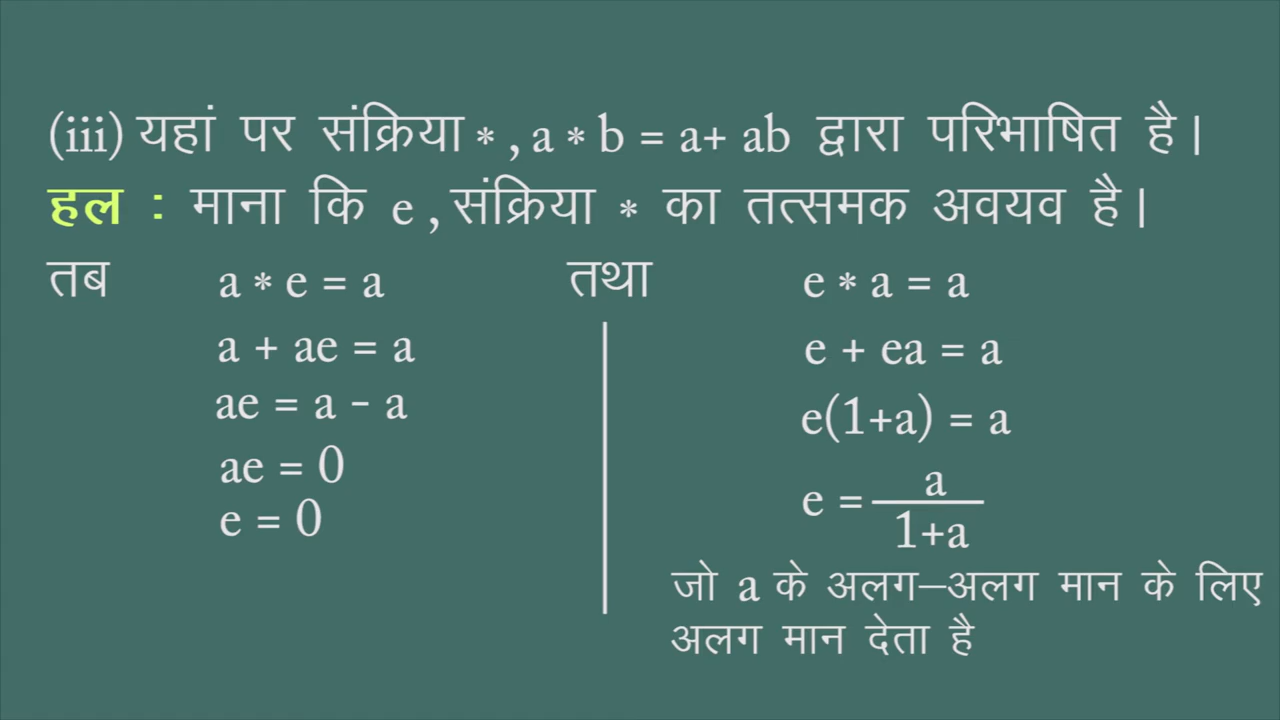 (iii) यहां पर संक्रिया * , a * b = a+ ab द्वारा परिभाषित है।
हल : माना कि e , संक्रिया * का तत्समक अवयव है।
तब a * e = a तथा e * a = a
a + ae = a
e + ea = a
ae = a - a
e(1+a) = a
ae = 0
e = a
1+a
e = 0
जो a के अलग–अलग मान के लिए
अलग मान देता है